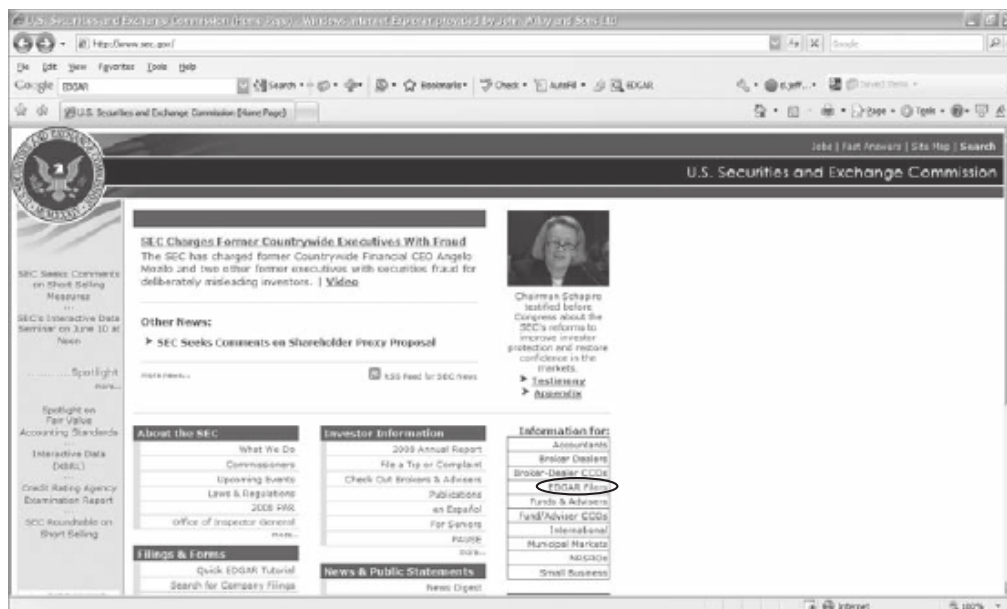 U.S. Securities and Exchange Commission (Home Page) - Windows Internet Explorer provided by John Wiley and Sons Ltd
http://www.sec.gov/
Google
File Edit View Favorites Tools Help
Google EDGAR Search Bookmarks Check AutoFill EDGAR
U.S. Securities and Exchange Commission (Home Page)
Page Tools
Jobs | Fast Answers | Site Map | Search
U.S. Securities and Exchange Commission
SEC Seeks Comments
on Short Selling
Measures
...
SEC's Interactive Data
Seminar on June 10 at
Noon
Spotlight
more...
Spotlight on
Fair Value
Accounting Standards
...
Interactive Data
(XBRL)
...
Credit Rating Agency
Examination Report
...
SEC Roundtable on
Short Selling
SEC Charges Former Countrywide Executives With Fraud
The SEC has charged former Countrywide Financial CEO Angelo
Mozilo and two other former executives with securities fraud for
deliberately misleading investors. | Video
Other News:
SEC Seeks Comments on Shareholder Proxy Proposal
more news...
RSS Feed for SEC News
Chairman Schapiro
testified before
Congress about the
SEC's reforms to
improve investor
protection and restore
confidence in the
markets.
Testimony
Appendix
About the SEC
What We Do
Commissioners
Upcoming Events
Laws & Regulations
2008 PAR
Office of Inspector General
more...
Filings & Forms
Quick EDGAR Tutorial
Search for Company Filings
Investor Information
2008 Annual Report
File a Tip or Complaint
Check Out Brokers & Advisers
Publications
en Español
For Seniors
PAUSE
more...
News & Public Statements
News Digest
Information for:
Accountants
Broker Dealers
Broker-Dealer CCOs
EDGAR Filers
Funds & Advisers
Fund/Adviser CCOs
International
Municipal Markets
NRSROs
Small Business
Internet
100%